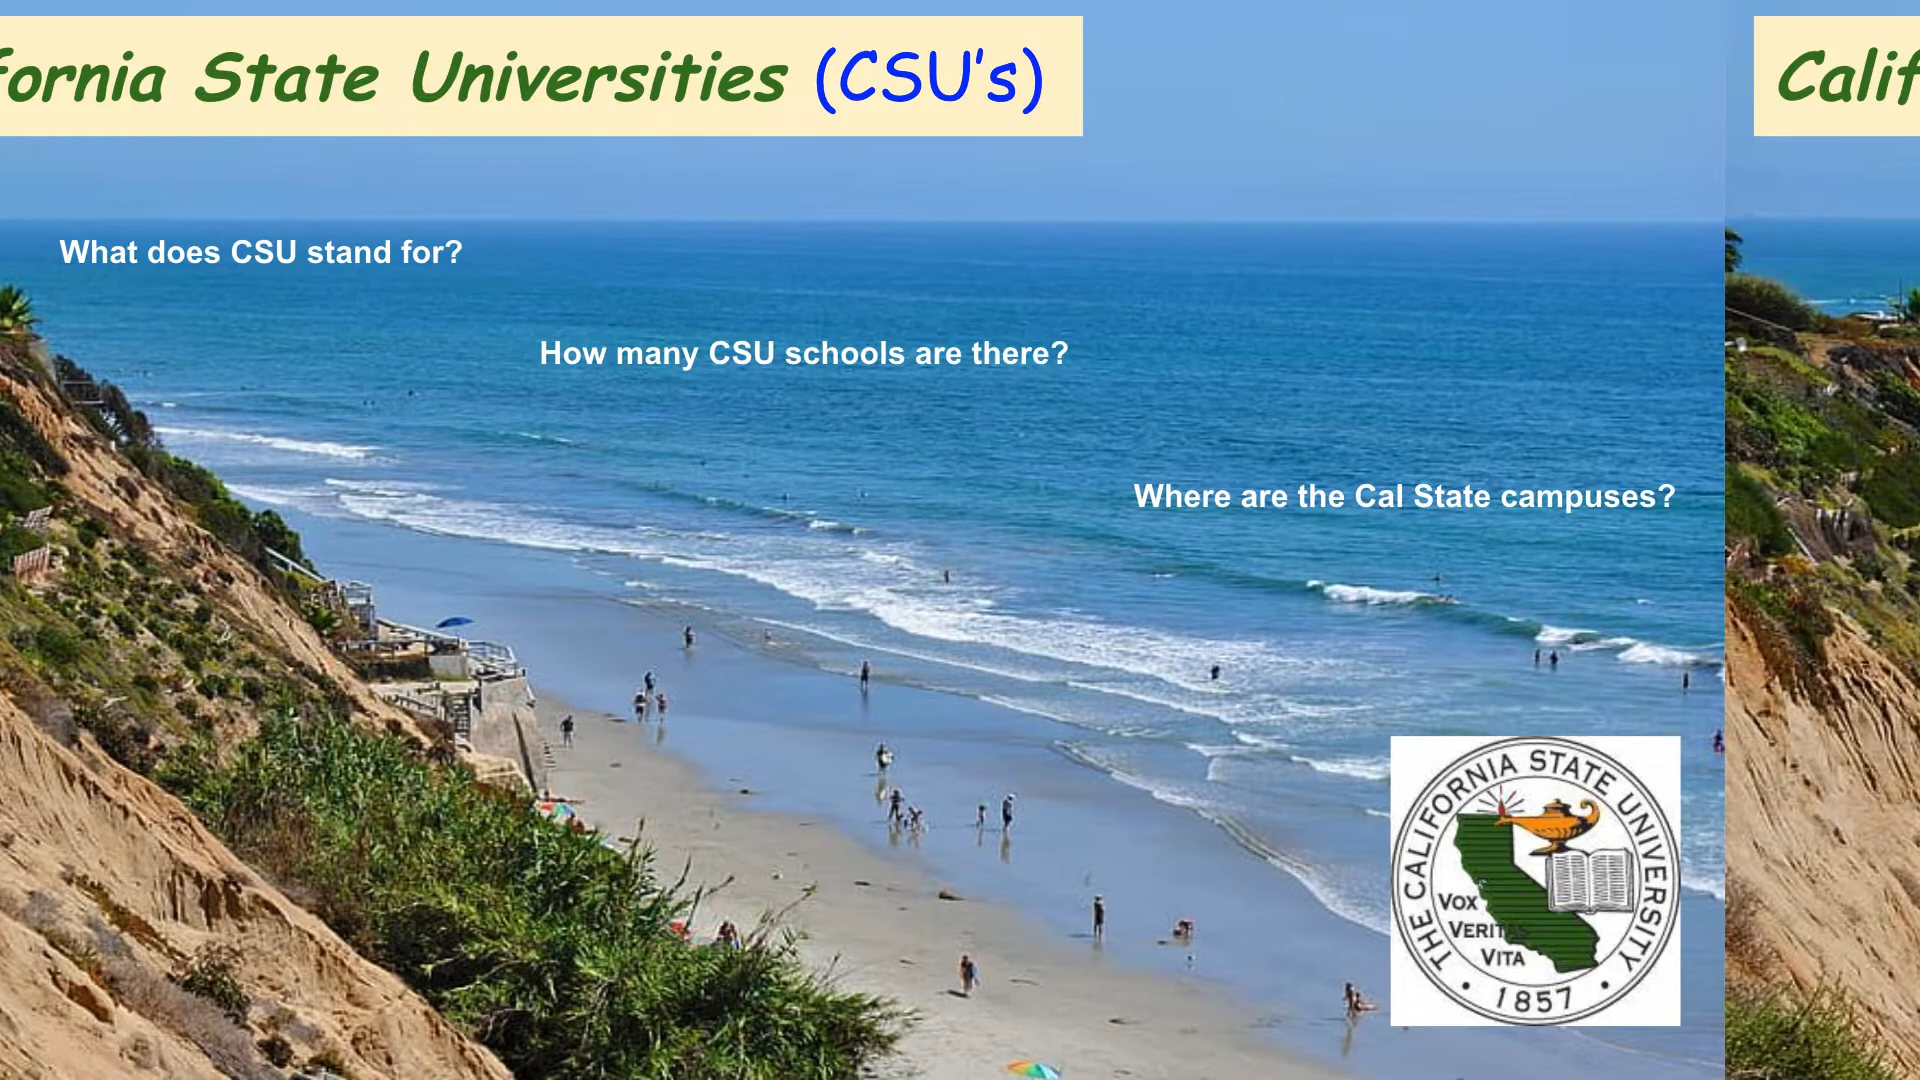 fornia State Universities (CSU's)
Calif
What does CSU stand for?
How many CSU schools are there?
Where are the Cal State campuses?
THE CALIFORNIA STATE UNIVERSITY
VOX
VERITAS
VITA
1857